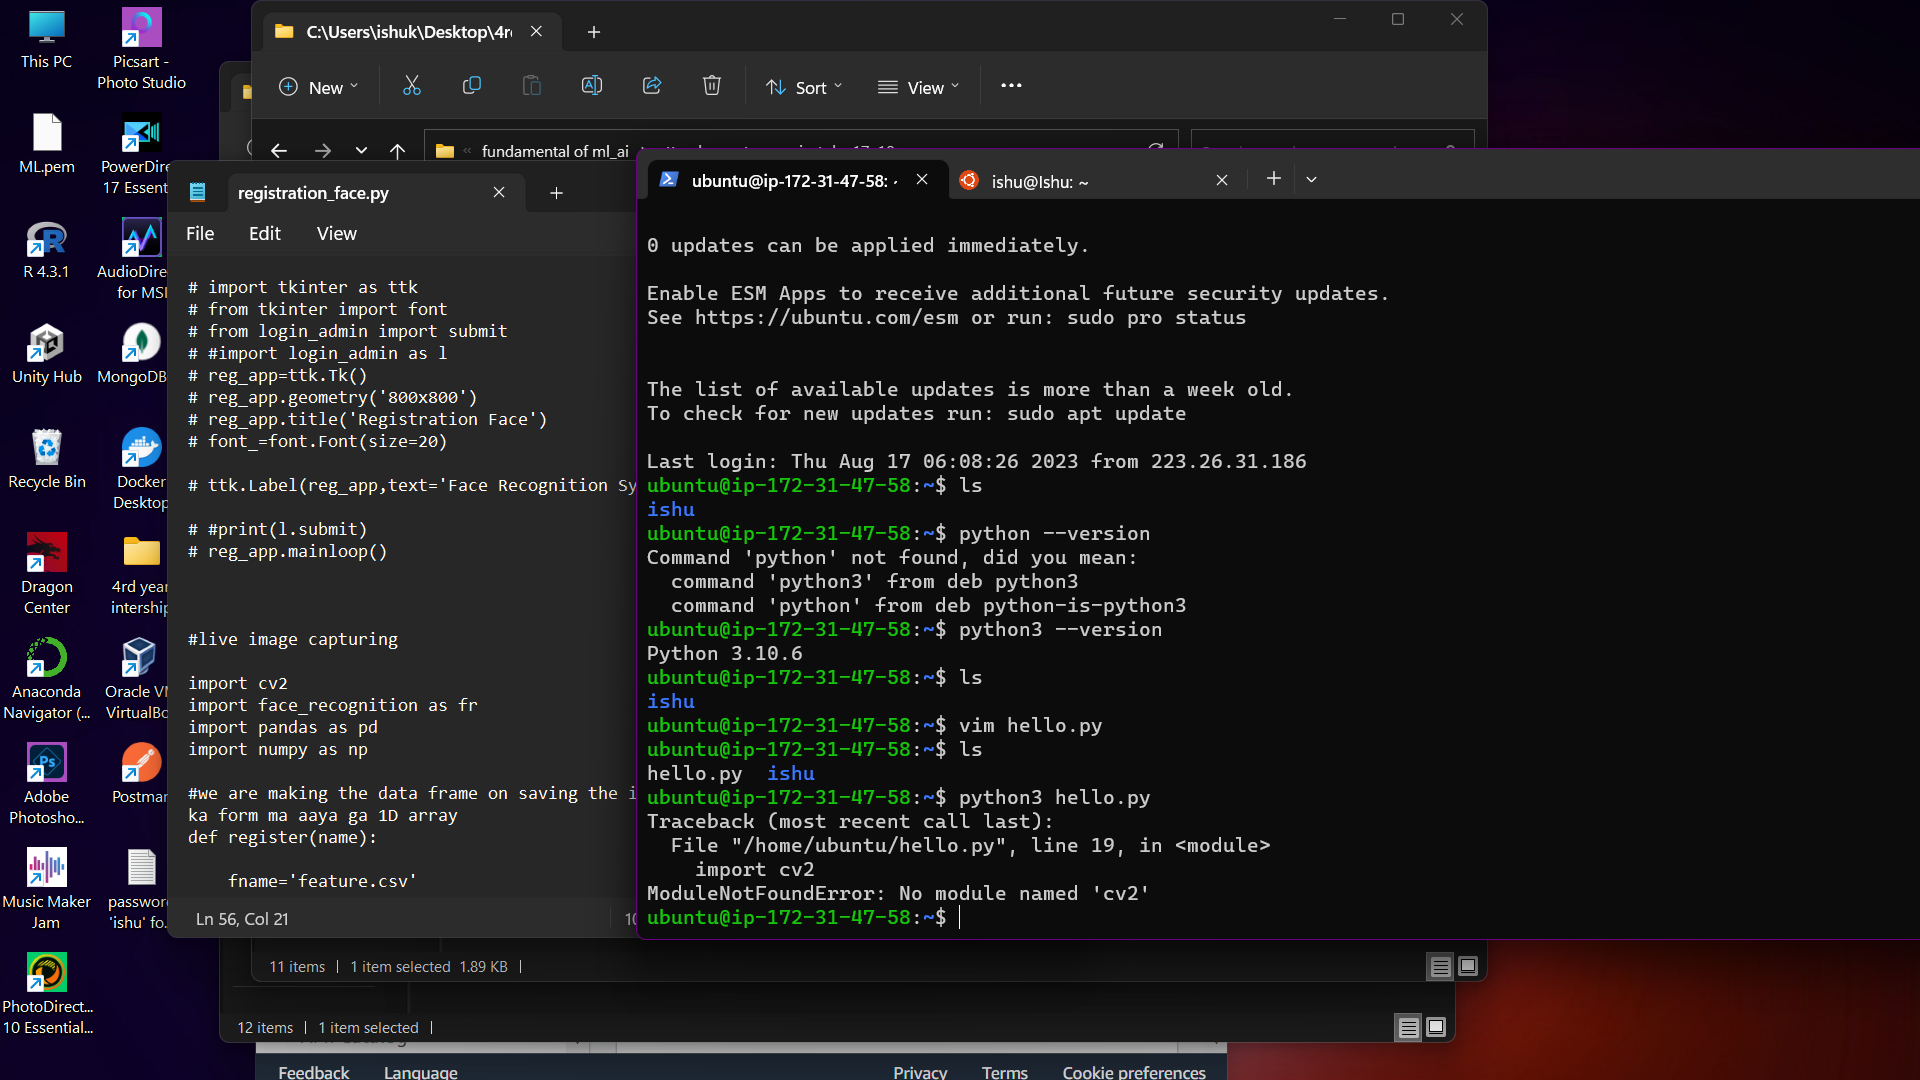 This PC
Picsart -
Photo Studio
ML.pem
PowerDire
17 Essent
R 4.3.1
AudioDire
for MSI
Unity Hub
MongoDB
Recycle Bin
Docker
Desktop
Dragon
Center
4rd year
intership
Anaconda
Navigator (...
Oracle VM
VirtualBo
Adobe
Photosho...
Postman
Music Maker
Jam
password
'ishu' fo...
PhotoDirect...
10 Essential...
C:\Users\ishuk\Desktop\4r
New
Sort
View
fundamental of ml_ai
registration_face.py
File
Edit
View
# import tkinter as ttk
# from tkinter import font
# from login_admin import submit
# #import login_admin as l
# reg_app=ttk.Tk()
# reg_app.geometry('800x800')
# reg_app.title('Registration Face')
# font_=font.Font(size=20)
# ttk.Label(reg_app,text='Face Recognition Sy
# #print(l.submit)
# reg_app.mainloop()
#live image capturing
import cv2
import face_recognition as fr
import pandas as pd
import numpy as np
#we are making the data frame on saving the i
ka form ma aaya ga 1D array
def register(name):
fname='feature.csv'
Ln 56, Col 21
10
ubuntu@ip-172-31-47-58: ~
ishu@Ishu: ~
0 updates can be applied immediately.
Enable ESM Apps to receive additional future security updates.
See https://ubuntu.com/esm or run: sudo pro status
The list of available updates is more than a week old.
To check for new updates run: sudo apt update
Last login: Thu Aug 17 06:08:26 2023 from 223.26.31.186
ubuntu@ip-172-31-47-58:~$ ls
ishu
ubuntu@ip-172-31-47-58:~$ python --version
Command 'python' not found, did you mean:
command 'python3' from deb python3
command 'python' from deb python-is-python3
ubuntu@ip-172-31-47-58:~$ python3 --version
Python 3.10.6
ubuntu@ip-172-31-47-58:~$ ls
ishu
ubuntu@ip-172-31-47-58:~$ vim hello.py
ubuntu@ip-172-31-47-58:~$ ls
hello.py ishu
ubuntu@ip-172-31-47-58:~$ python3 hello.py
Traceback (most recent call last):
File "/home/ubuntu/hello.py", line 19, in <module>
import cv2
ModuleNotFoundError: No module named 'cv2'
ubuntu@ip-172-31-47-58:~$
11 items
1 item selected 1.89 KB
12 items
1 item selected
Feedback
Language
Privacy
Terms
Cookie preferences